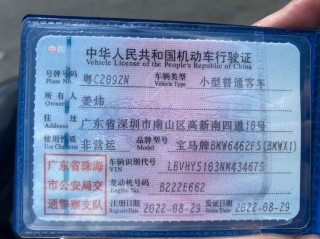 中华人民共和国机动车行驶证
Vehicle License of the People's Republic of China
号牌号码 Plate No. 粤C2092N 车辆类型 Vehicle Type 小型普通客车
所有人 Owner 姜炜
住址 Address 广东省深圳市南山区高新南四道18号
使用性质 Use Character 非营运 品牌型号 Model 宝马牌BMW6462FS(BMWX1)
广东省珠海市公安局交通警察支队
车辆识别代号 VIN LBVHY5103NM434675
发动机号码 Engine No. B222E662
注册日期 Register Date 2022-08-29 发证日期 Issue Date 2022-08-29